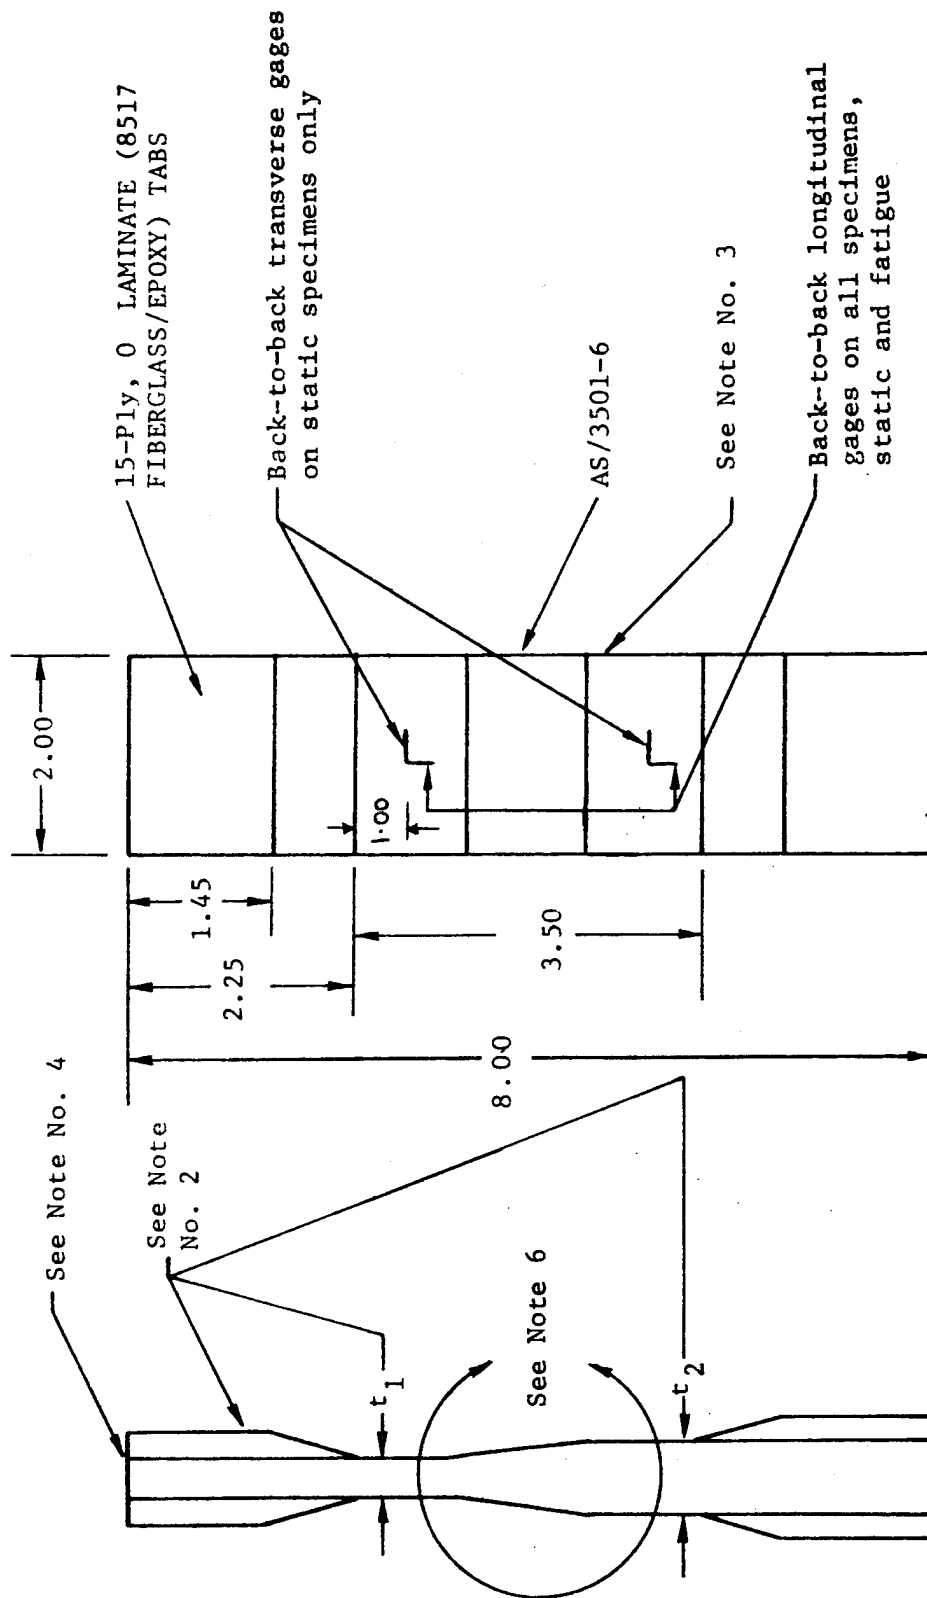 15-Ply, 0 LAMINATE (8517
FIBERGLASS/EPOXY) TABS
Back-to-back transverse gages
on static specimens only
AS/3501-6
See Note No. 3
Back-to-back longitudinal
gages on all specimens,
static and fatigue
2.00
1.00
1.45
2.25
3.50
8.00
See Note No. 4
See Note
No. 2
See Note 6
t1
t2